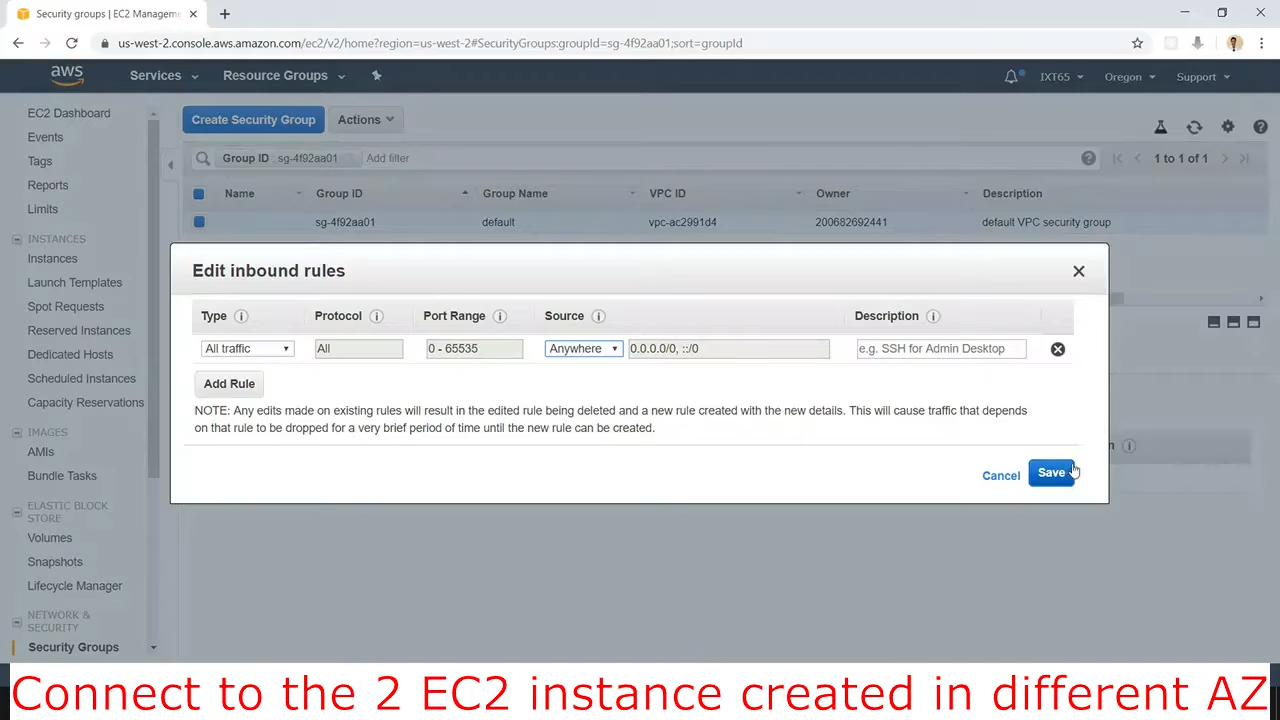 Security groups | EC2 Manageme
us-west-2.console.aws.amazon.com/ec2/v2/home?region=us-west-2#SecurityGroups:groupId=sg-4f92aa01;sort=groupId
aws Services Resource Groups IXT65 Oregon Support
EC2 Dashboard
Events
Tags
Reports
Limits
INSTANCES
Instances
Launch Templates
Spot Requests
Reserved Instances
Dedicated Hosts
Scheduled Instances
Capacity Reservations
IMAGES
AMIs
Bundle Tasks
ELASTIC BLOCK
STORE
Volumes
Snapshots
Lifecycle Manager
NETWORK &
SECURITY
Security Groups
Create Security Group Actions
Group ID : sg-4f92aa01 Add filter 1 to 1 of 1
Name Group ID Group Name VPC ID Owner Description
sg-4f92aa01 default vpc-ac2991d4 200682692441 default VPC security group
Edit inbound rules
Type Protocol Port Range Source Description
All traffic All 0 - 65535 Anywhere 0.0.0.0/0, ::/0 e.g. SSH for Admin Desktop
Add Rule
NOTE: Any edits made on existing rules will result in the edited rule being deleted and a new rule created with the new details. This will cause traffic that depends
on that rule to be dropped for a very brief period of time until the new rule can be created.
Cancel Save
n
Connect to the 2 EC2 instance created in different AZ